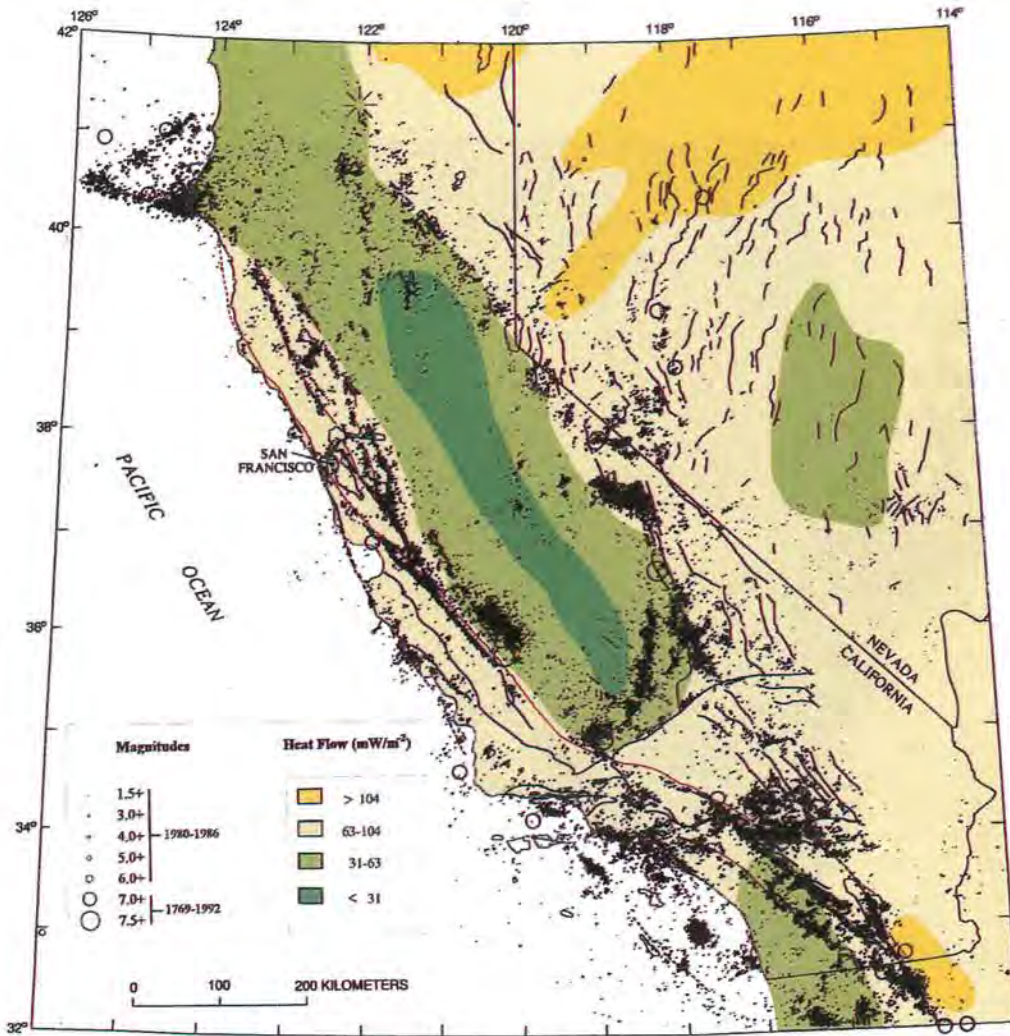 126°
124°
122°
120°
118°
116°
114°
42°
40°
38°
36°
34°
32°
SAN
FRANCISCO
PACIFIC
OCEAN
NEVADA
CALIFORNIA
Magnitudes
1.5+
3.0+
4.0+
5.0+
6.0+
1980-1986
7.0+
7.5+
1769-1992
Heat Flow (mW/m⁻²)
> 104
63-104
31-63
< 31
0 100 200 KILOMETERS